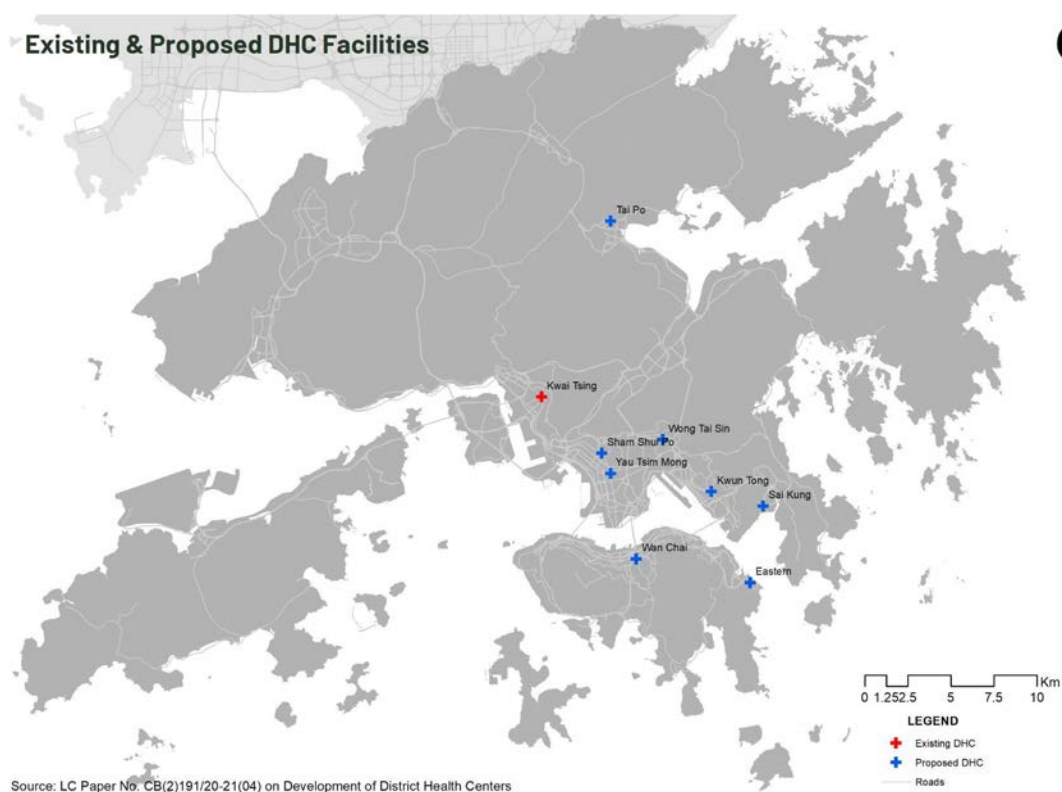 Existing & Proposed DHC Facilities
Tai Po
Kwai Tsing
Wong Tai Sin
Sham Shui Po
Yau Tsim Mong
Kwun Tong
Sai Kung
Wan Chai
Eastern
Km
0 1.252.5 5 7.5 10
LEGEND
Existing DHC
Proposed DHC
Roads
Source: LC Paper No. CB(2)191/20-21(04) on Development of District Health Centers